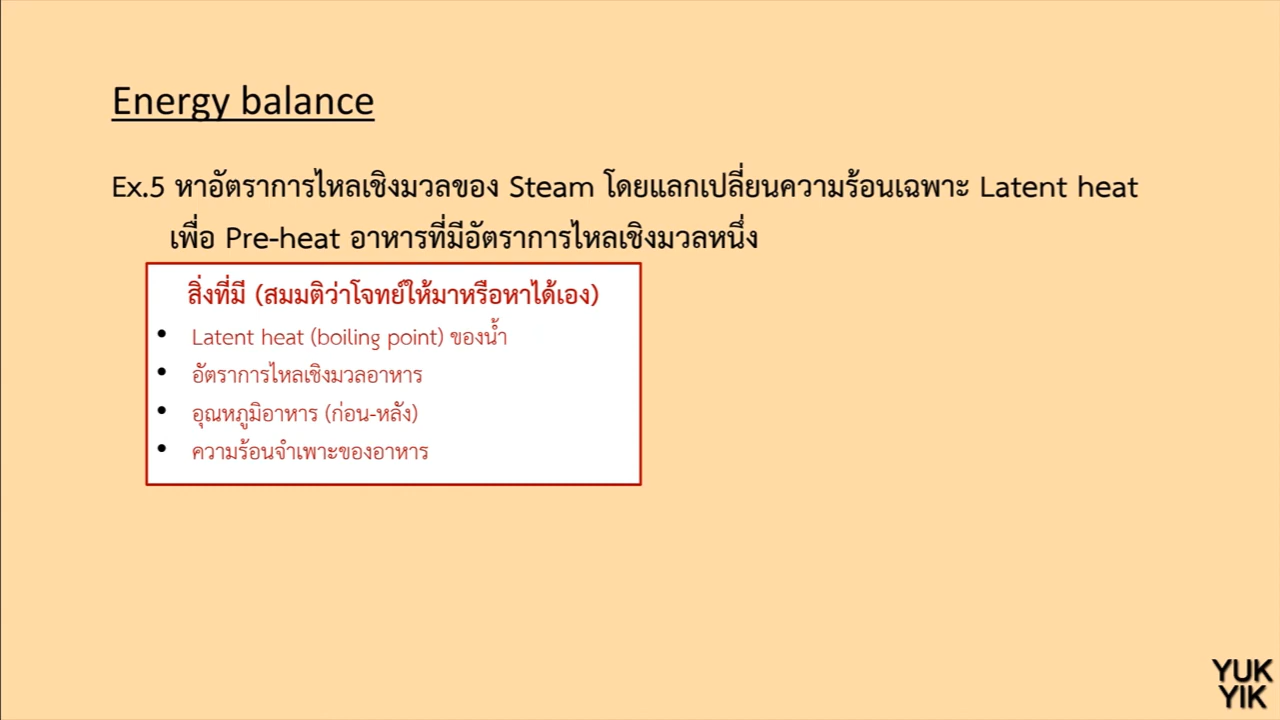 Energy balance
Ex.5 หาอัตราการไหลเชิงมวลของ Steam โดยแลกเปลี่ยนความร้อนเฉพาะ Latent heat
เพื่อ Pre-heat อาหารที่มีอัตราการไหลเชิงมวลหนึ่ง
สิ่งที่มี (สมมติว่าโจทย์ให้มาหรือหาได้เอง)
• Latent heat (boiling point) ของน้ำ
• อัตราการไหลเชิงมวลอาหาร
• อุณหภูมิอาหาร (ก่อน-หลัง)
• ความร้อนจำเพาะของอาหาร
YUK
YIK